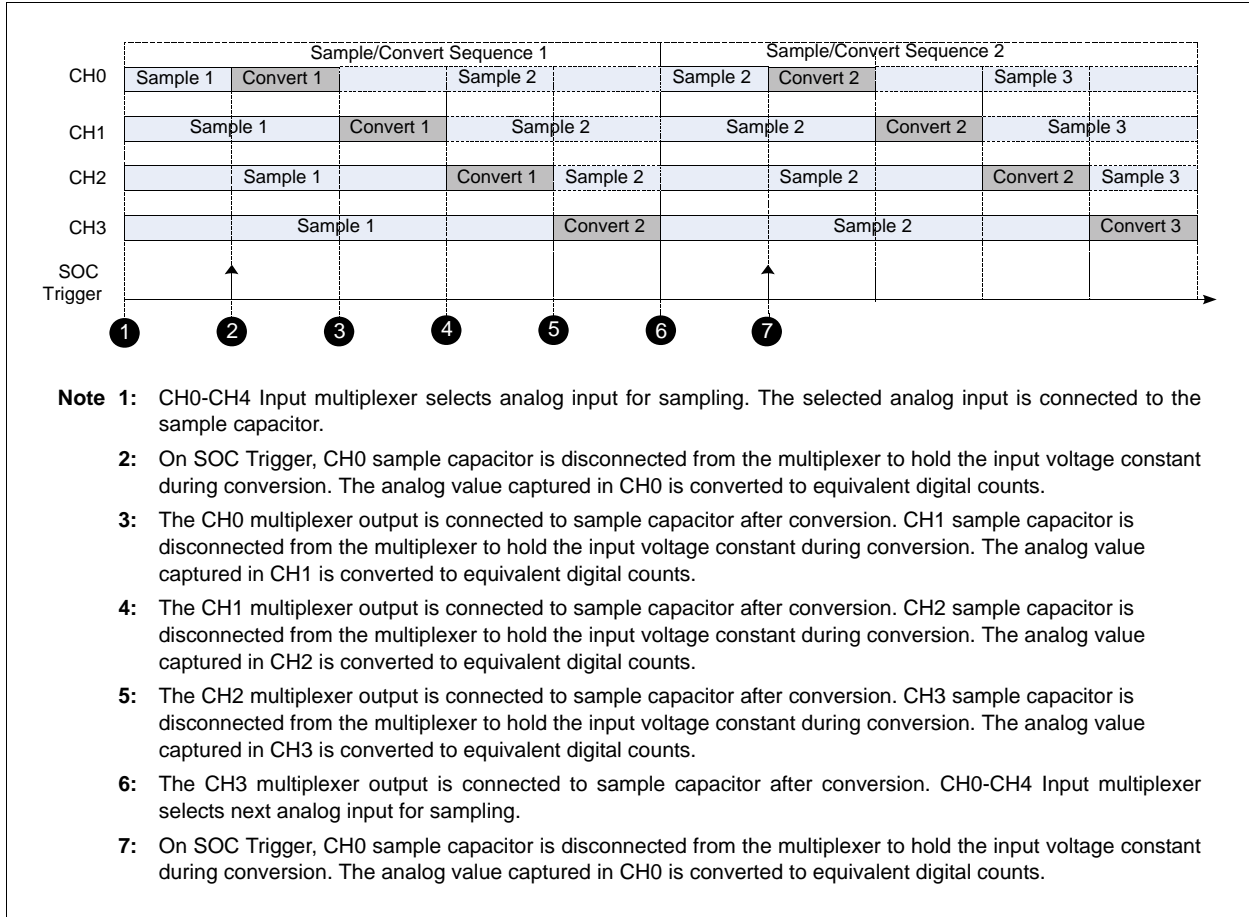 Sample/Convert Sequence 1 Sample/Convert Sequence 2
CH0 Sample 1 Convert 1 Sample 2 Sample 2 Convert 2 Sample 3
CH1 Sample 1 Convert 1 Sample 2 Sample 2 Convert 2 Sample 3
CH2 Sample 1 Convert 1 Sample 2 Sample 2 Convert 2 Sample 3
CH3 Sample 1 Convert 2 Sample 2 Convert 3
SOC
Trigger
1 2 3 4 5 6 7
Note 1: CH0-CH4 Input multiplexer selects analog input for sampling. The selected analog input is connected to the
sample capacitor.
2: On SOC Trigger, CH0 sample capacitor is disconnected from the multiplexer to hold the input voltage constant
during conversion. The analog value captured in CH0 is converted to equivalent digital counts.
3: The CH0 multiplexer output is connected to sample capacitor after conversion. CH1 sample capacitor is
disconnected from the multiplexer to hold the input voltage constant during conversion. The analog value
captured in CH1 is converted to equivalent digital counts.
4: The CH1 multiplexer output is connected to sample capacitor after conversion. CH2 sample capacitor is
disconnected from the multiplexer to hold the input voltage constant during conversion. The analog value
captured in CH2 is converted to equivalent digital counts.
5: The CH2 multiplexer output is connected to sample capacitor after conversion. CH3 sample capacitor is
disconnected from the multiplexer to hold the input voltage constant during conversion. The analog value
captured in CH3 is converted to equivalent digital counts.
6: The CH3 multiplexer output is connected to sample capacitor after conversion. CH0-CH4 Input multiplexer
selects next analog input for sampling.
7: On SOC Trigger, CH0 sample capacitor is disconnected from the multiplexer to hold the input voltage constant
during conversion. The analog value captured in CH0 is converted to equivalent digital counts.